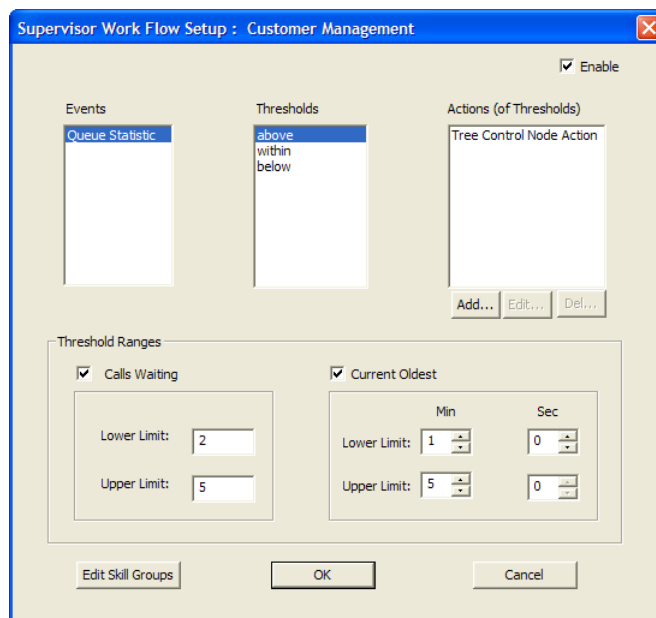 Supervisor Work Flow Setup : Customer Management
Enable
Events
Thresholds
Actions (of Thresholds)
Queue Statistic
above
within
below
Tree Control Node Action
Add...
Edit...
Del...
Threshold Ranges
Calls Waiting
Lower Limit: 2
Upper Limit: 5
Current Oldest
Min Sec
Lower Limit: 1 0
Upper Limit: 5 0
Edit Skill Groups
OK
Cancel